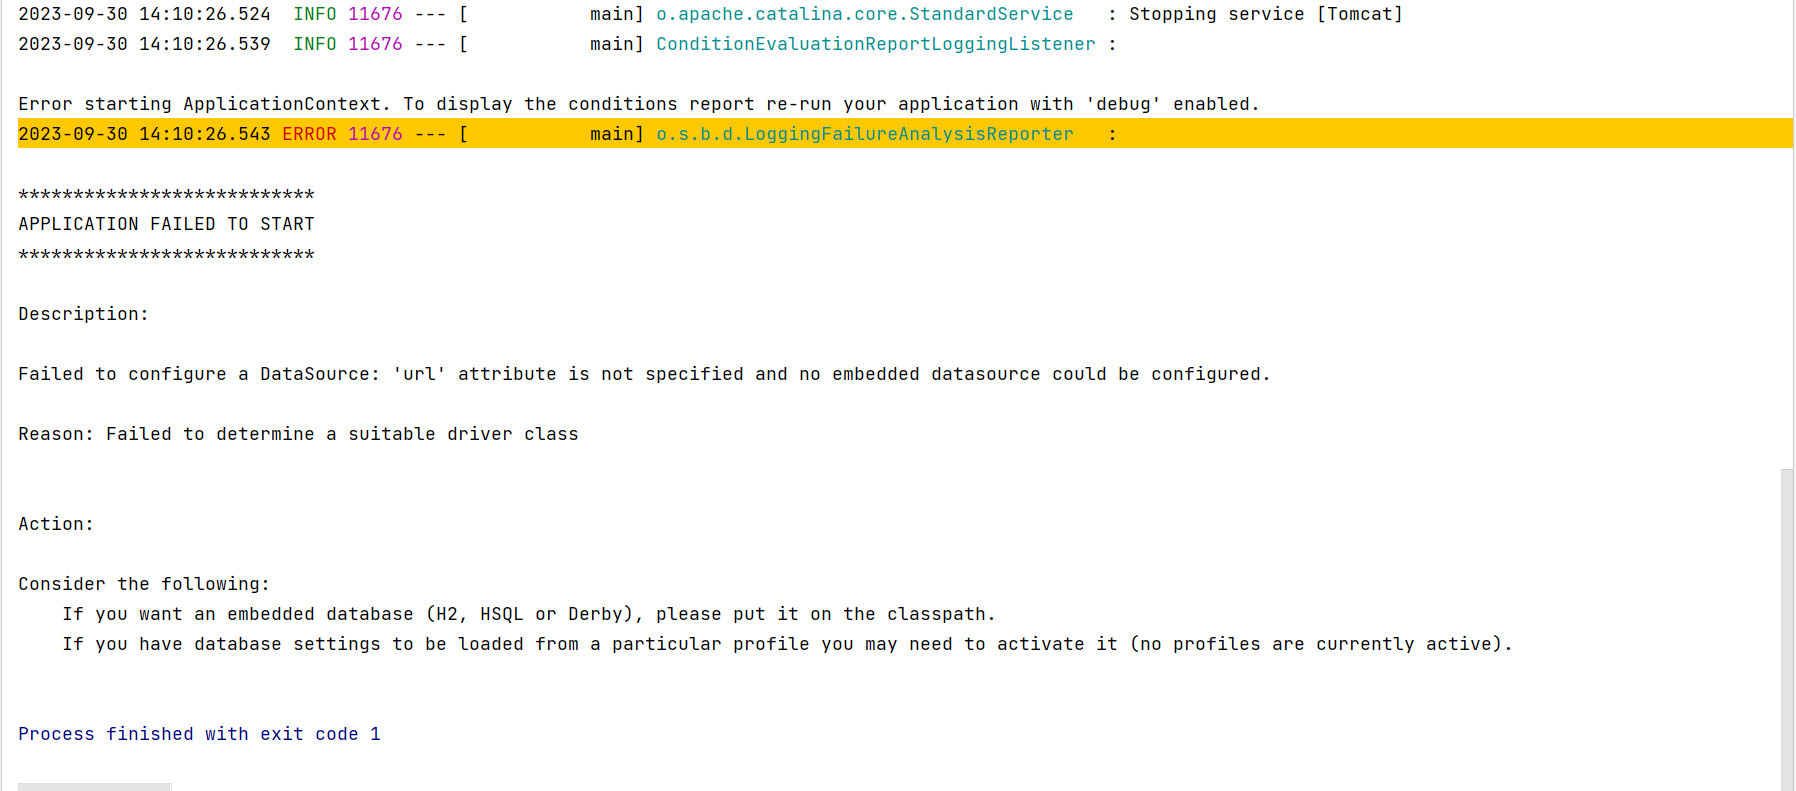 2023-09-30 14:10:26.524  INFO 11676 --- [           main] o.apache.catalina.core.StandardService   : Stopping service [Tomcat]
2023-09-30 14:10:26.539  INFO 11676 --- [           main] ConditionEvaluationReportLoggingListener :
Error starting ApplicationContext. To display the conditions report re-run your application with 'debug' enabled.
2023-09-30 14:10:26.543 ERROR 11676 --- [           main] o.s.b.d.LoggingFailureAnalysisReporter   :
***************************
APPLICATION FAILED TO START
***************************
Description:
Failed to configure a DataSource: 'url' attribute is not specified and no embedded datasource could be configured.
Reason: Failed to determine a suitable driver class
Action:
Consider the following:
    If you want an embedded database (H2, HSQL or Derby), please put it on the classpath.
    If you have database settings to be loaded from a particular profile you may need to activate it (no profiles are currently active).
Process finished with exit code 1